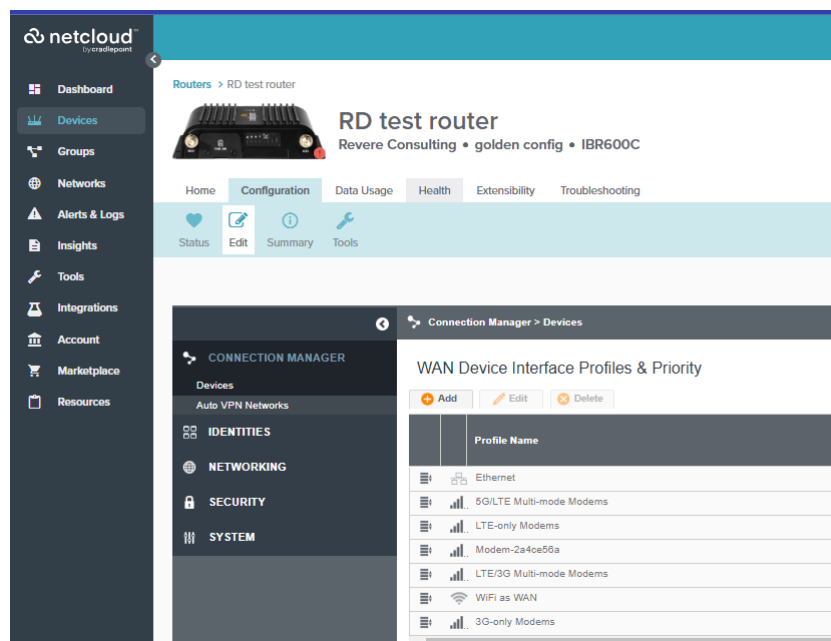 netcloud
by cradlepoint
Dashboard
Devices
Groups
Networks
Alerts & Logs
Insights
Tools
Integrations
Account
Marketplace
Resources
Routers > RD test router
RD test router
Revere Consulting • golden config • IBR600C
Home Configuration Data Usage Health Extensibility Troubleshooting
Status Edit Summary Tools
CONNECTION MANAGER
Devices
Auto VPN Networks
IDENTITIES
NETWORKING
SECURITY
SYSTEM
Connection Manager > Devices
WAN Device Interface Profiles & Priority
Add Edit Delete
Profile Name
Ethernet
5G/LTE Multi-mode Modems
LTE-only Modems
Modem-2a4ce56a
LTE/3G Multi-mode Modems
WiFi as WAN
3G-only Modems